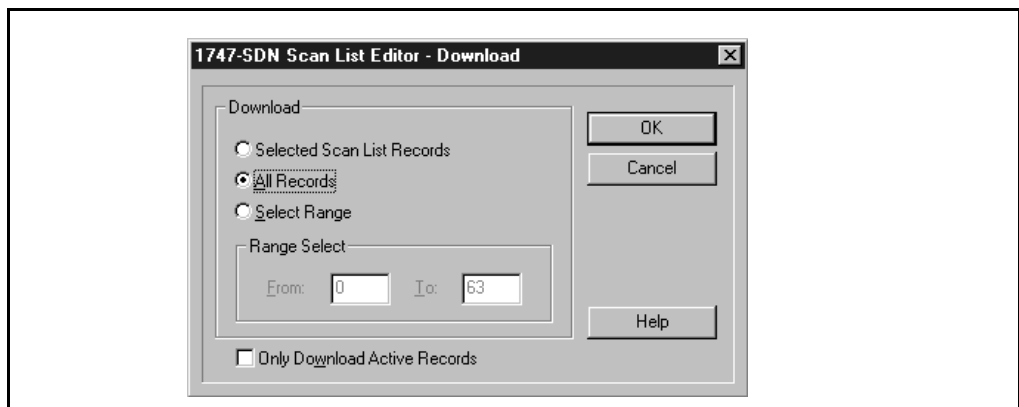 1747-SDN Scan List Editor - Download
Download
Selected Scan List Records
All Records
Select Range
Range Select
From: 0 To: 63
Only Download Active Records
OK
Cancel
Help